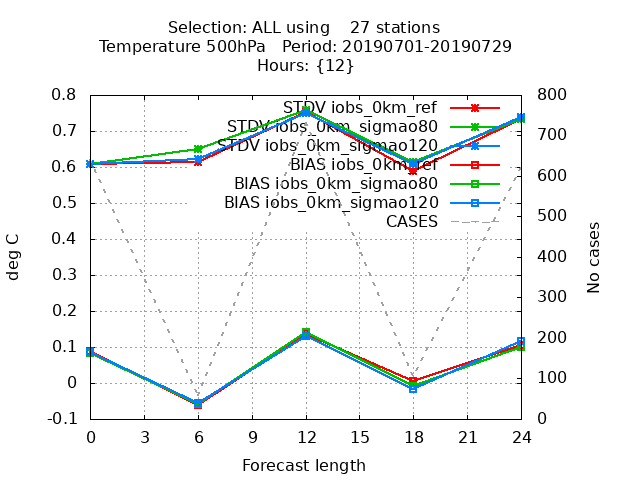 Selection: ALL using    27 stations
Temperature 500hPa   Period: 20190701-20190729
Hours: {12}
0.8
0.7
0.6
0.5
0.4
0.3
0.2
0.1
0
-0.1
deg C
STDV iobs_0km_ref
STDV iobs_0km_sigmao80
STDV iobs_0km_sigmao120
BIAS iobs_0km_ref
BIAS iobs_0km_sigmao80
BIAS iobs_0km_sigmao120
CASES
800
700
600
500
400
300
200
100
0
No cases
0 3 6 9 12 15 18 21 24
Forecast length